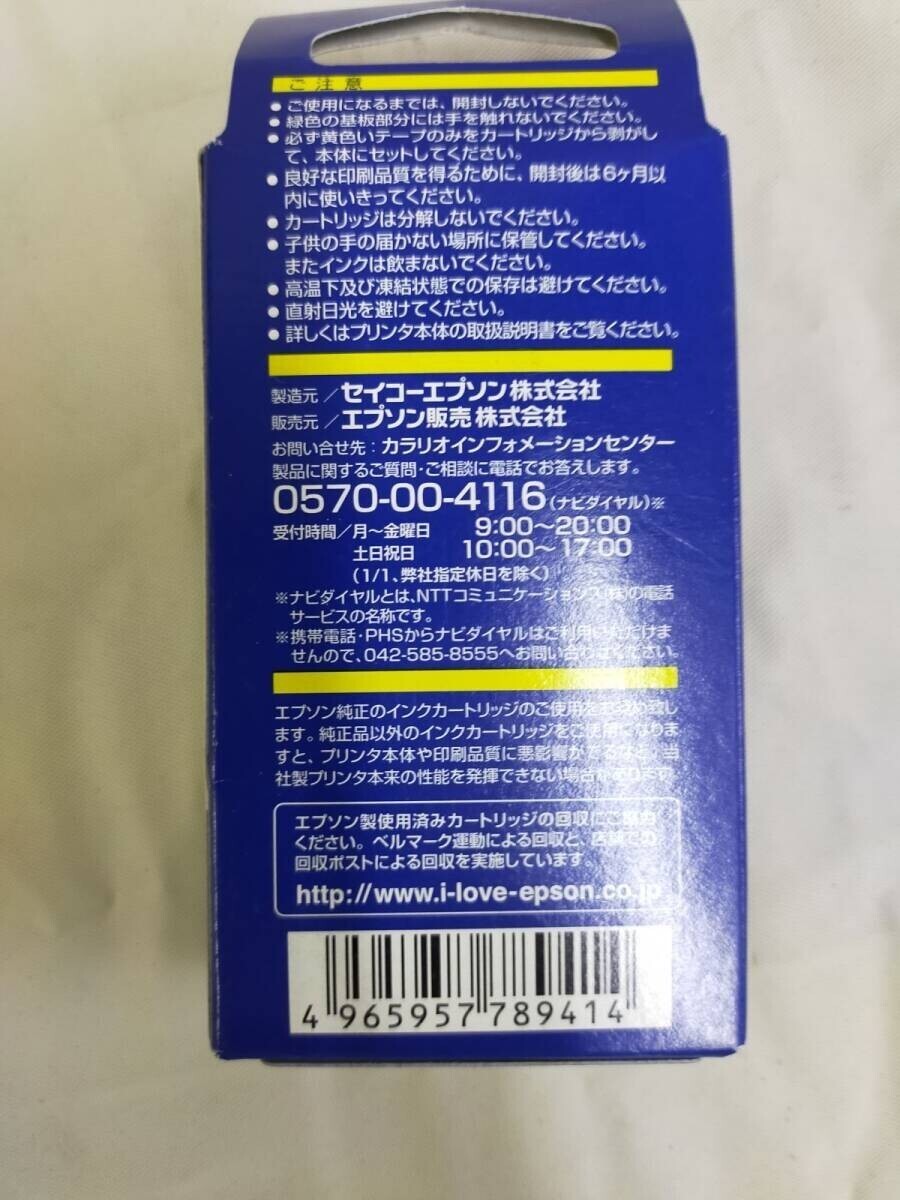 ご注意
● ご使用になるまでは、開封しないでください。
● 緑色の基板部分には手を触れないでください。
● 必ず黄色いテープのみをカートリッジから剥がし
て、本体にセットしてください。
● 良好な印刷品質を得るために、開封後は6ヶ月以
内に使いきってください。
● カートリッジは分解しないでください。
● 子供の手の届かない場所に保管してください。
またインクは飲まないでください。
● 高温下及び凍結状態での保存は避けてください。
● 直射日光を避けてください。
● 詳しくはプリンタ本体の取扱説明書をご覧ください。
製造元／セイコーエプソン株式会社
販売元／エプソン販売株式会社
お問い合せ先：カラリオインフォメーションセンター
製品に関するご質問・ご相談に電話でお答えします。
0570-00-4116(ナビダイヤル)※
受付時間／月～金曜日 9:00～20:00
土日祝日 10:00～17:00
(1/1、弊社指定休日を除く)
※ナビダイヤルとは、NTTコミュニケーションズ(株)の電話
サービスの名称です。
※携帯電話・PHSからナビダイヤルはご利用いただけま
せんので、042-585-8555へお問い合わせください。
エプソン純正のインクカートリッジのご使用をお勧め致し
ます。純正品以外のインクカートリッジをご使用になりま
すと、プリンタ本体や印刷品質に悪影響がでるなど、当
社製プリンタ本来の性能を発揮できない場合があります
エプソン製使用済みカートリッジの回収にご協力
ください。ベルマーク運動による回収と、店頭での
回収ポストによる回収を実施しています。
http://www.i-love-epson.co.jp
4 965957 789414